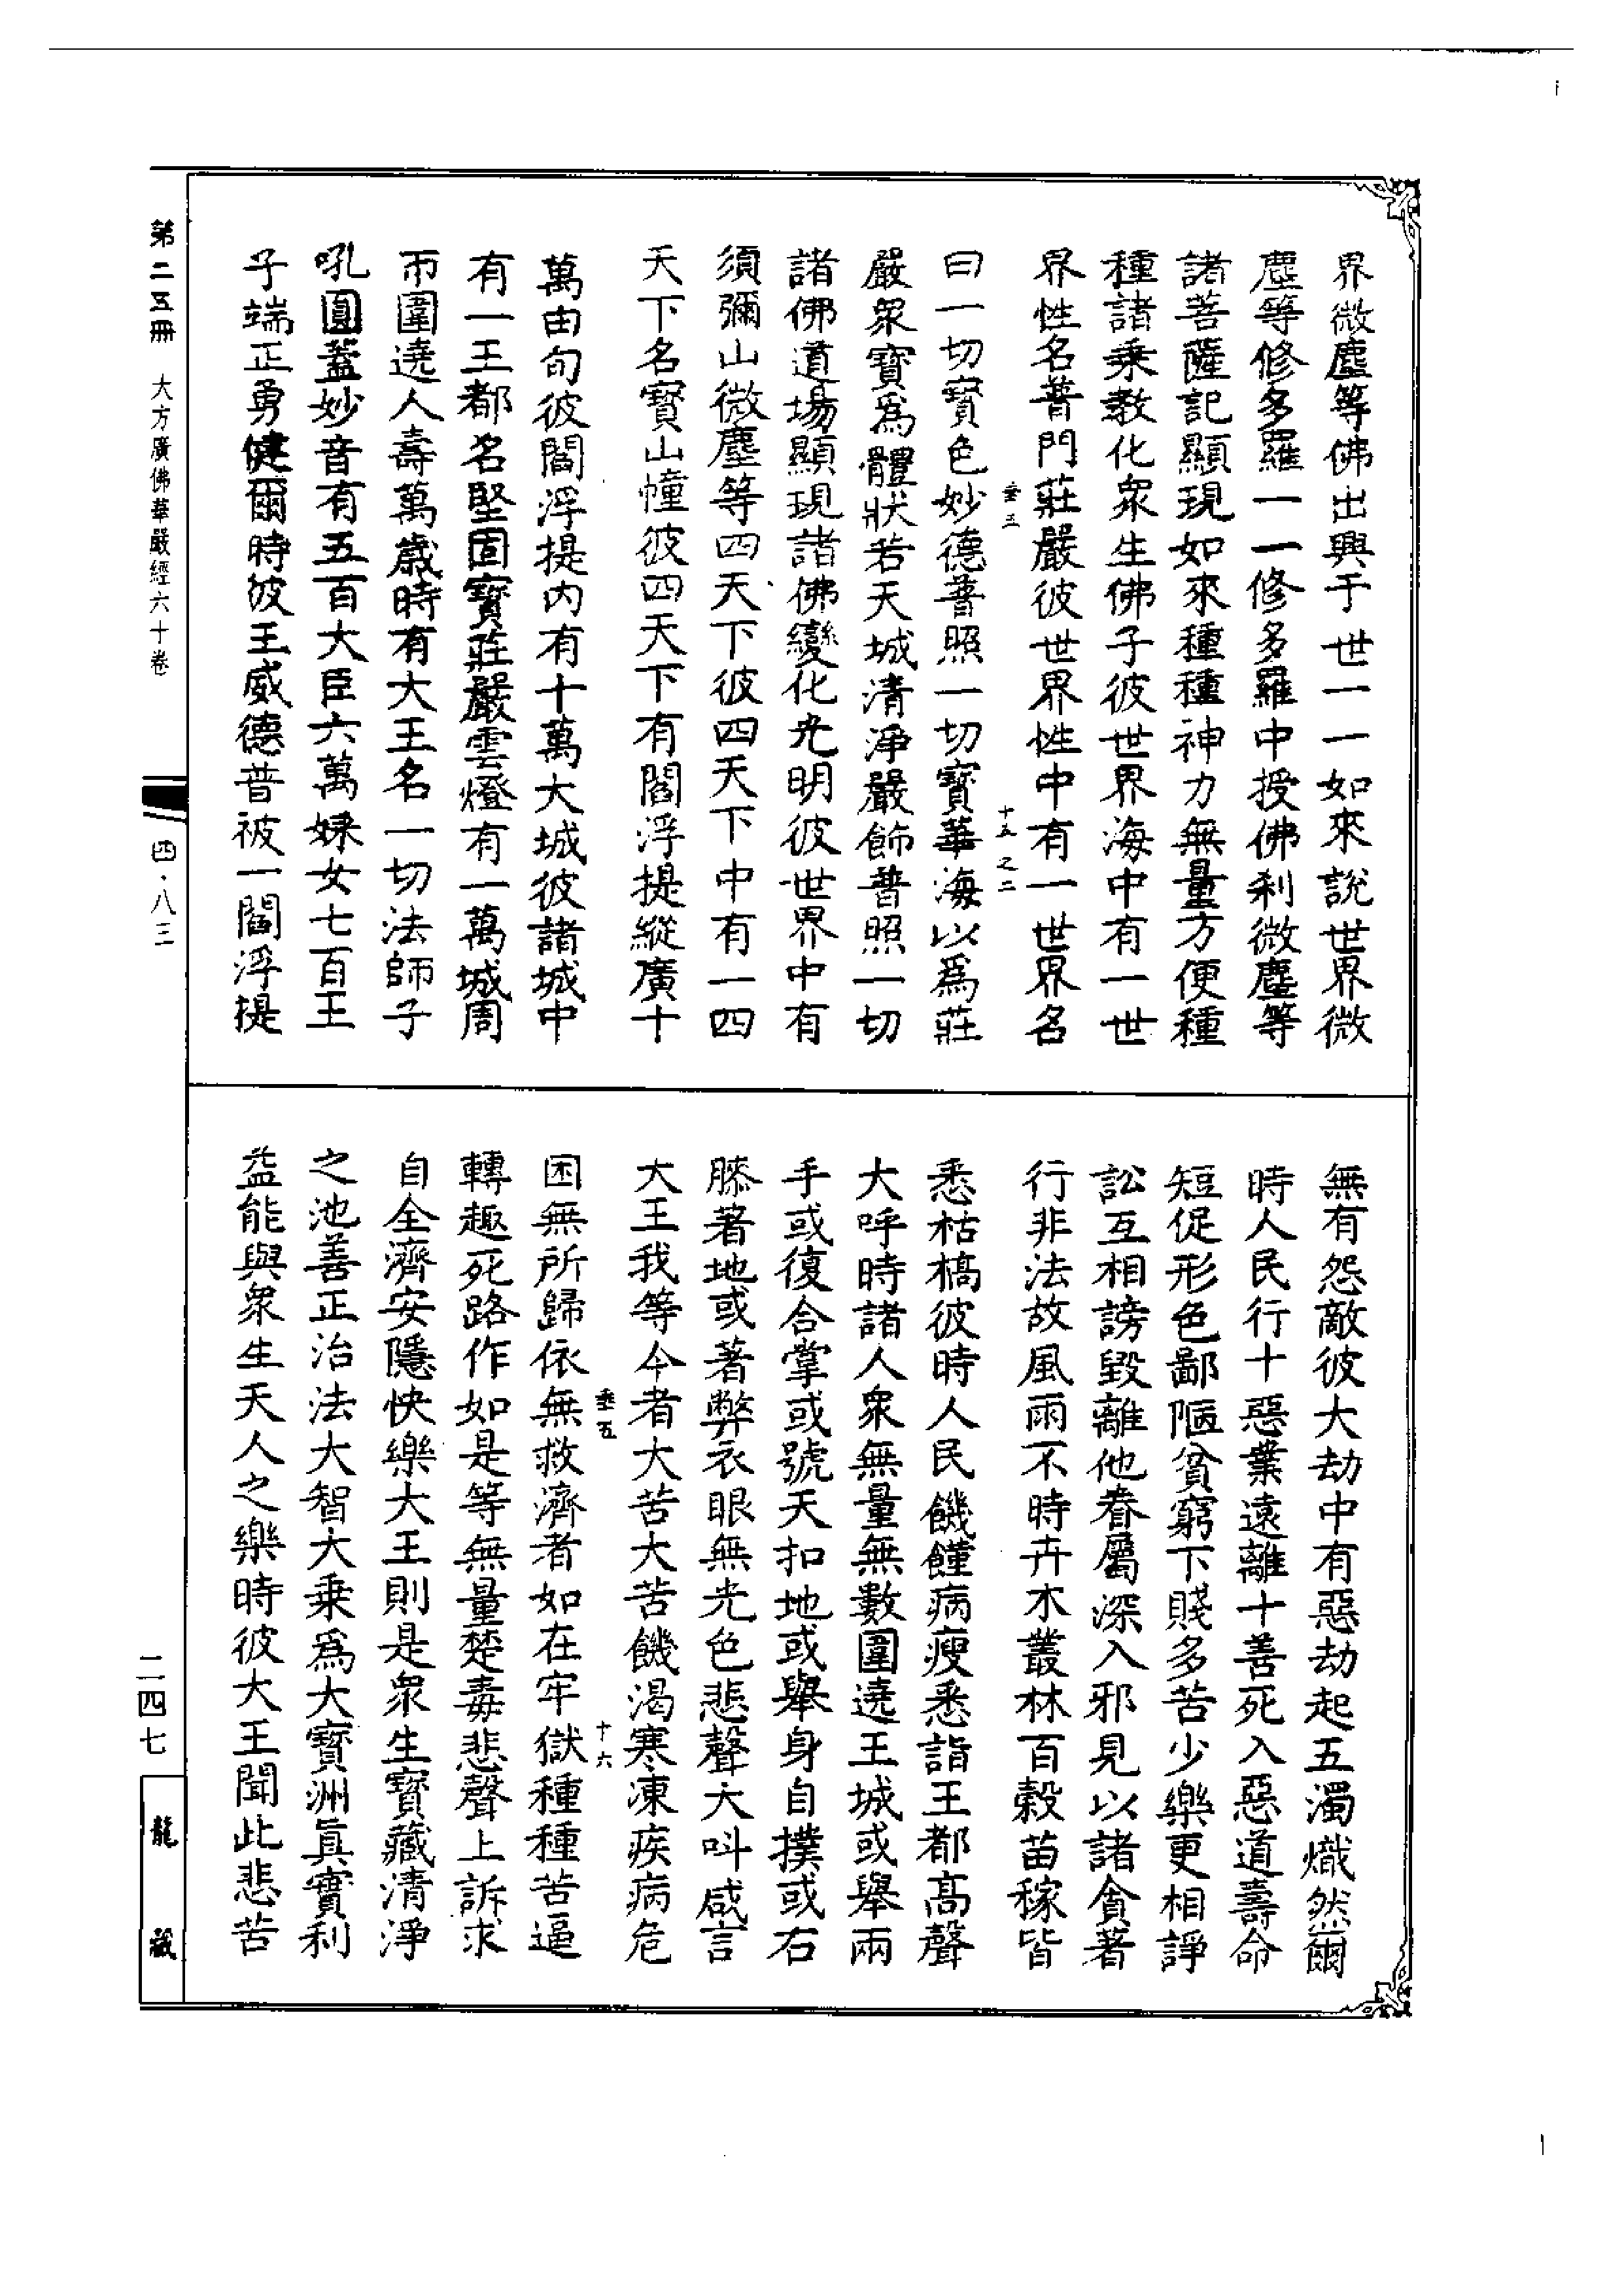 界微塵等佛出興于世一一如來說世界微
塵等修多羅一一修多羅中授佛刹微塵等
諸菩薩記顯現如來種種神力無量方便種
種諸乘教化衆生佛子彼世界海中有一世
界性名普門莊嚴彼世界性中有一世界名
垂三
十五之二
曰一切寳色妙德普照一切寳華海以爲莊
嚴衆寳爲體狀若天城清淨嚴飾普照一切
諸佛道場顯現諸佛變化光明彼世界中有
須彌山微塵等四天下彼四天下中有一四
天下名寳山幢彼四天下有閻浮提縱廣十
萬由旬彼閻浮提内有十萬大城彼諸城中
有一王都名堅固寳莊嚴雲燈有一萬城周
帀圍遶人壽萬歲時有大王名一切法師子
吼圓蓋妙音有五百大臣六萬婇女七百王
子端正勇健爾時彼王威德普被一閻浮提
無有怨敵彼大劫中有惡劫起五濁熾然爾
時人民行十惡業遠離十善死入惡道壽命
短促形色鄙陋貧窮下賤多苦少樂更相諍
訟互相謗毀離他眷屬深入邪見以諸貪著
行非法故風雨不時卉木叢林百穀苗稼皆
悉枯槁彼時人民饑饉病瘦悉詣王都高聲
大呼時諸人衆無量無數圍遶王城或舉兩
手或復合掌或號天扣地或舉身自撲或右
膝著地或著弊衣眼無光色悲聲大叫咸言
大王我等今者大苦大苦饑渴寒凍疾病危
垂五
十六
困無所歸依無救濟者如在牢獄種種苦逼
轉趣死路作如是等無量楚毒悲聲上訴求
自全濟安隱快樂大王則是衆生寳藏清淨
之池善正治法大智大乘爲大寳洲眞實利
益能與衆生天人之樂時彼大王聞此悲苦
第二五冊 大方廣佛華嚴經六十卷
四·八三
二四七
龍藏